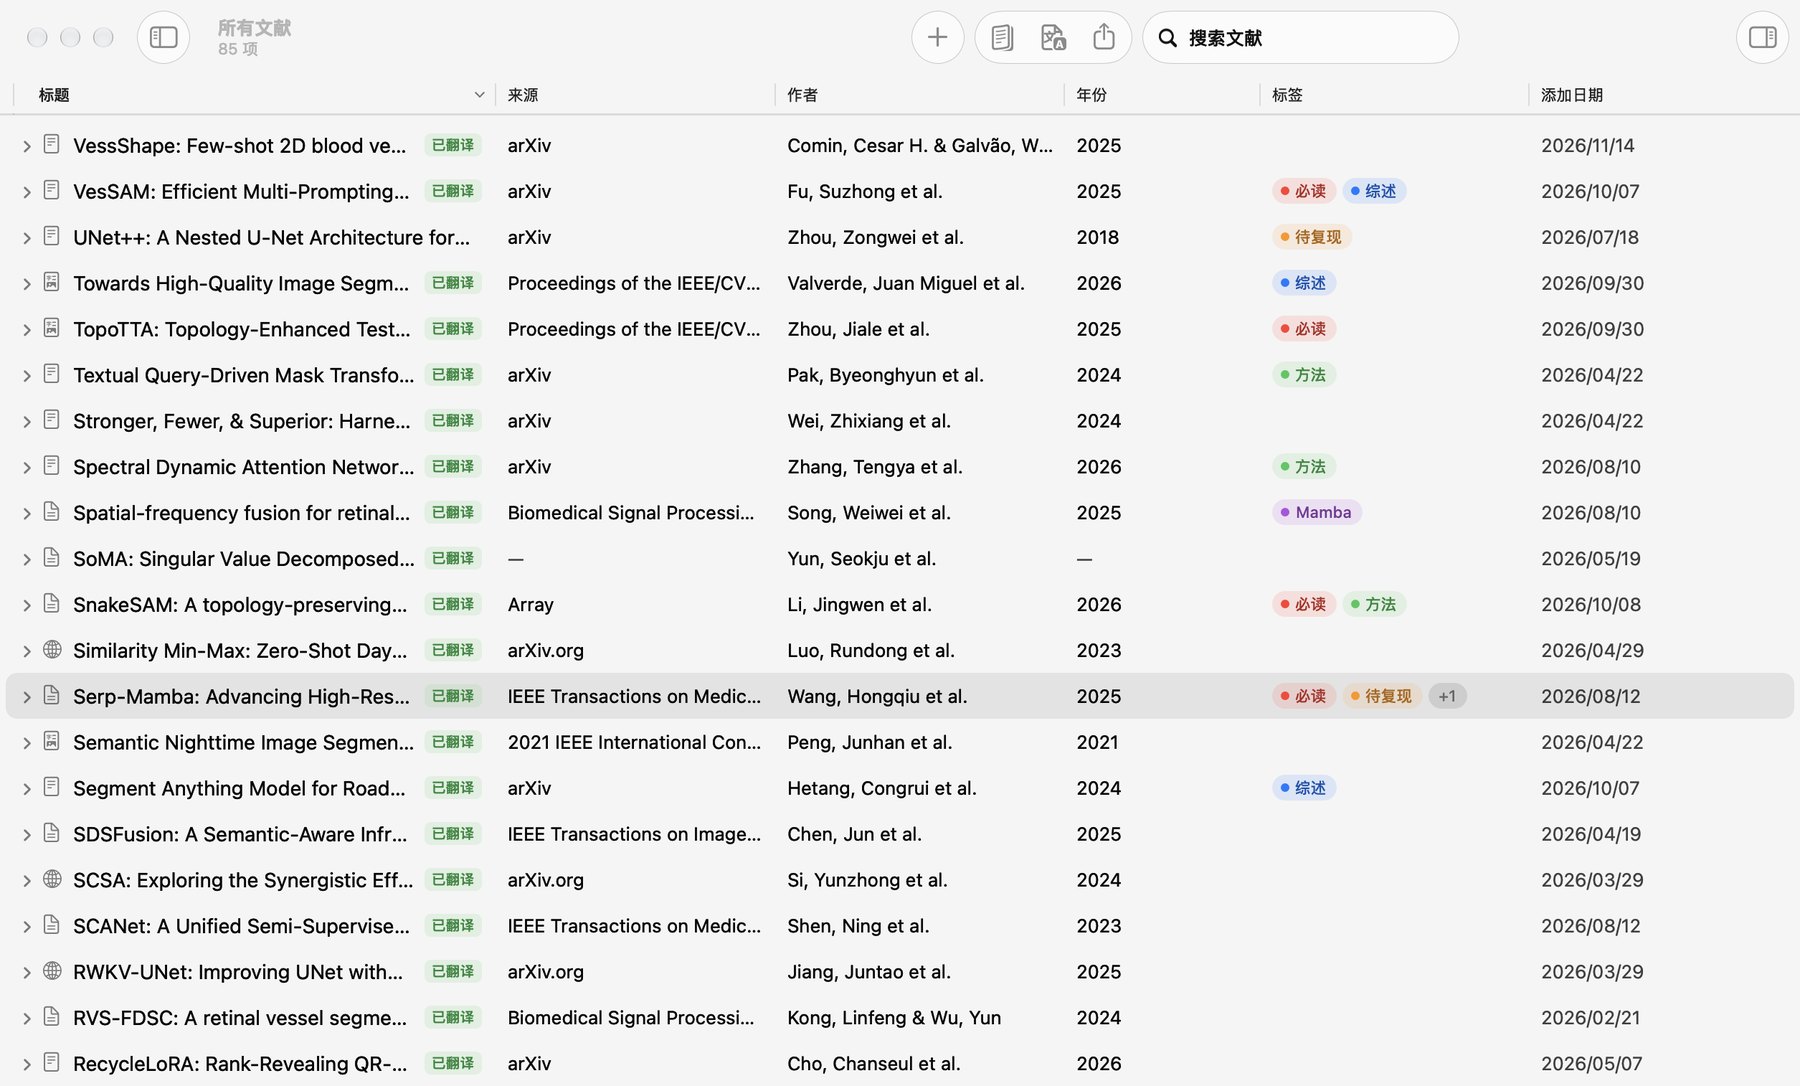 所有文献
85 项
搜索文献
标题 来源 作者 年份 标签 添加日期
VessShape: Few-shot 2D blood ve... 已翻译 arXiv Comin, Cesar H. & Galvão, W... 2025 2026/11/14
VesSAM: Efficient Multi-Prompting... 已翻译 arXiv Fu, Suzhong et al. 2025 必读 综述 2026/10/07
UNet++: A Nested U-Net Architecture for... arXiv Zhou, Zongwei et al. 2018 待复现 2026/07/18
Towards High-Quality Image Segm... 已翻译 Proceedings of the IEEE/CV... Valverde, Juan Miguel et al. 2026 综述 2026/09/30
TopoTTA: Topology-Enhanced Test... 已翻译 Proceedings of the IEEE/CV... Zhou, Jiale et al. 2025 必读 2026/09/30
Textual Query-Driven Mask Transfo... 已翻译 arXiv Pak, Byeonghyun et al. 2024 方法 2026/04/22
Stronger, Fewer, & Superior: Harne... 已翻译 arXiv Wei, Zhixiang et al. 2024 2026/04/22
Spectral Dynamic Attention Networ... 已翻译 arXiv Zhang, Tengya et al. 2026 方法 2026/08/10
Spatial-frequency fusion for retinal... 已翻译 Biomedical Signal Processi... Song, Weiwei et al. 2025 Mamba 2026/08/10
SoMA: Singular Value Decomposed... 已翻译 — Yun, Seokju et al. — 2026/05/19
SnakeSAM: A topology-preserving... 已翻译 Array Li, Jingwen et al. 2026 必读 方法 2026/10/08
Similarity Min-Max: Zero-Shot Day... 已翻译 arXiv.org Luo, Rundong et al. 2023 2026/04/29
Serp-Mamba: Advancing High-Res... 已翻译 IEEE Transactions on Medic... Wang, Hongqiu et al. 2025 必读 待复现 +1 2026/08/12
Semantic Nighttime Image Segmen... 已翻译 2021 IEEE International Con... Peng, Junhan et al. 2021 2026/04/22
Segment Anything Model for Road... 已翻译 arXiv Hetang, Congrui et al. 2024 综述 2026/10/07
SDSFusion: A Semantic-Aware Infr... 已翻译 IEEE Transactions on Image... Chen, Jun et al. 2025 2026/04/19
SCSA: Exploring the Synergistic Eff... 已翻译 arXiv.org Si, Yunzhong et al. 2024 2026/03/29
SCANet: A Unified Semi-Supervise... 已翻译 IEEE Transactions on Medic... Shen, Ning et al. 2023 2026/08/12
RWKV-UNet: Improving UNet with... 已翻译 arXiv.org Jiang, Juntao et al. 2025 2026/03/29
RVS-FDSC: A retinal vessel segme... 已翻译 Biomedical Signal Processi... Kong, Linfeng & Wu, Yun 2024 2026/02/21
RecycleLoRA: Rank-Revealing QR-... 已翻译 arXiv Cho, Chanseul et al. 2026 2026/05/07